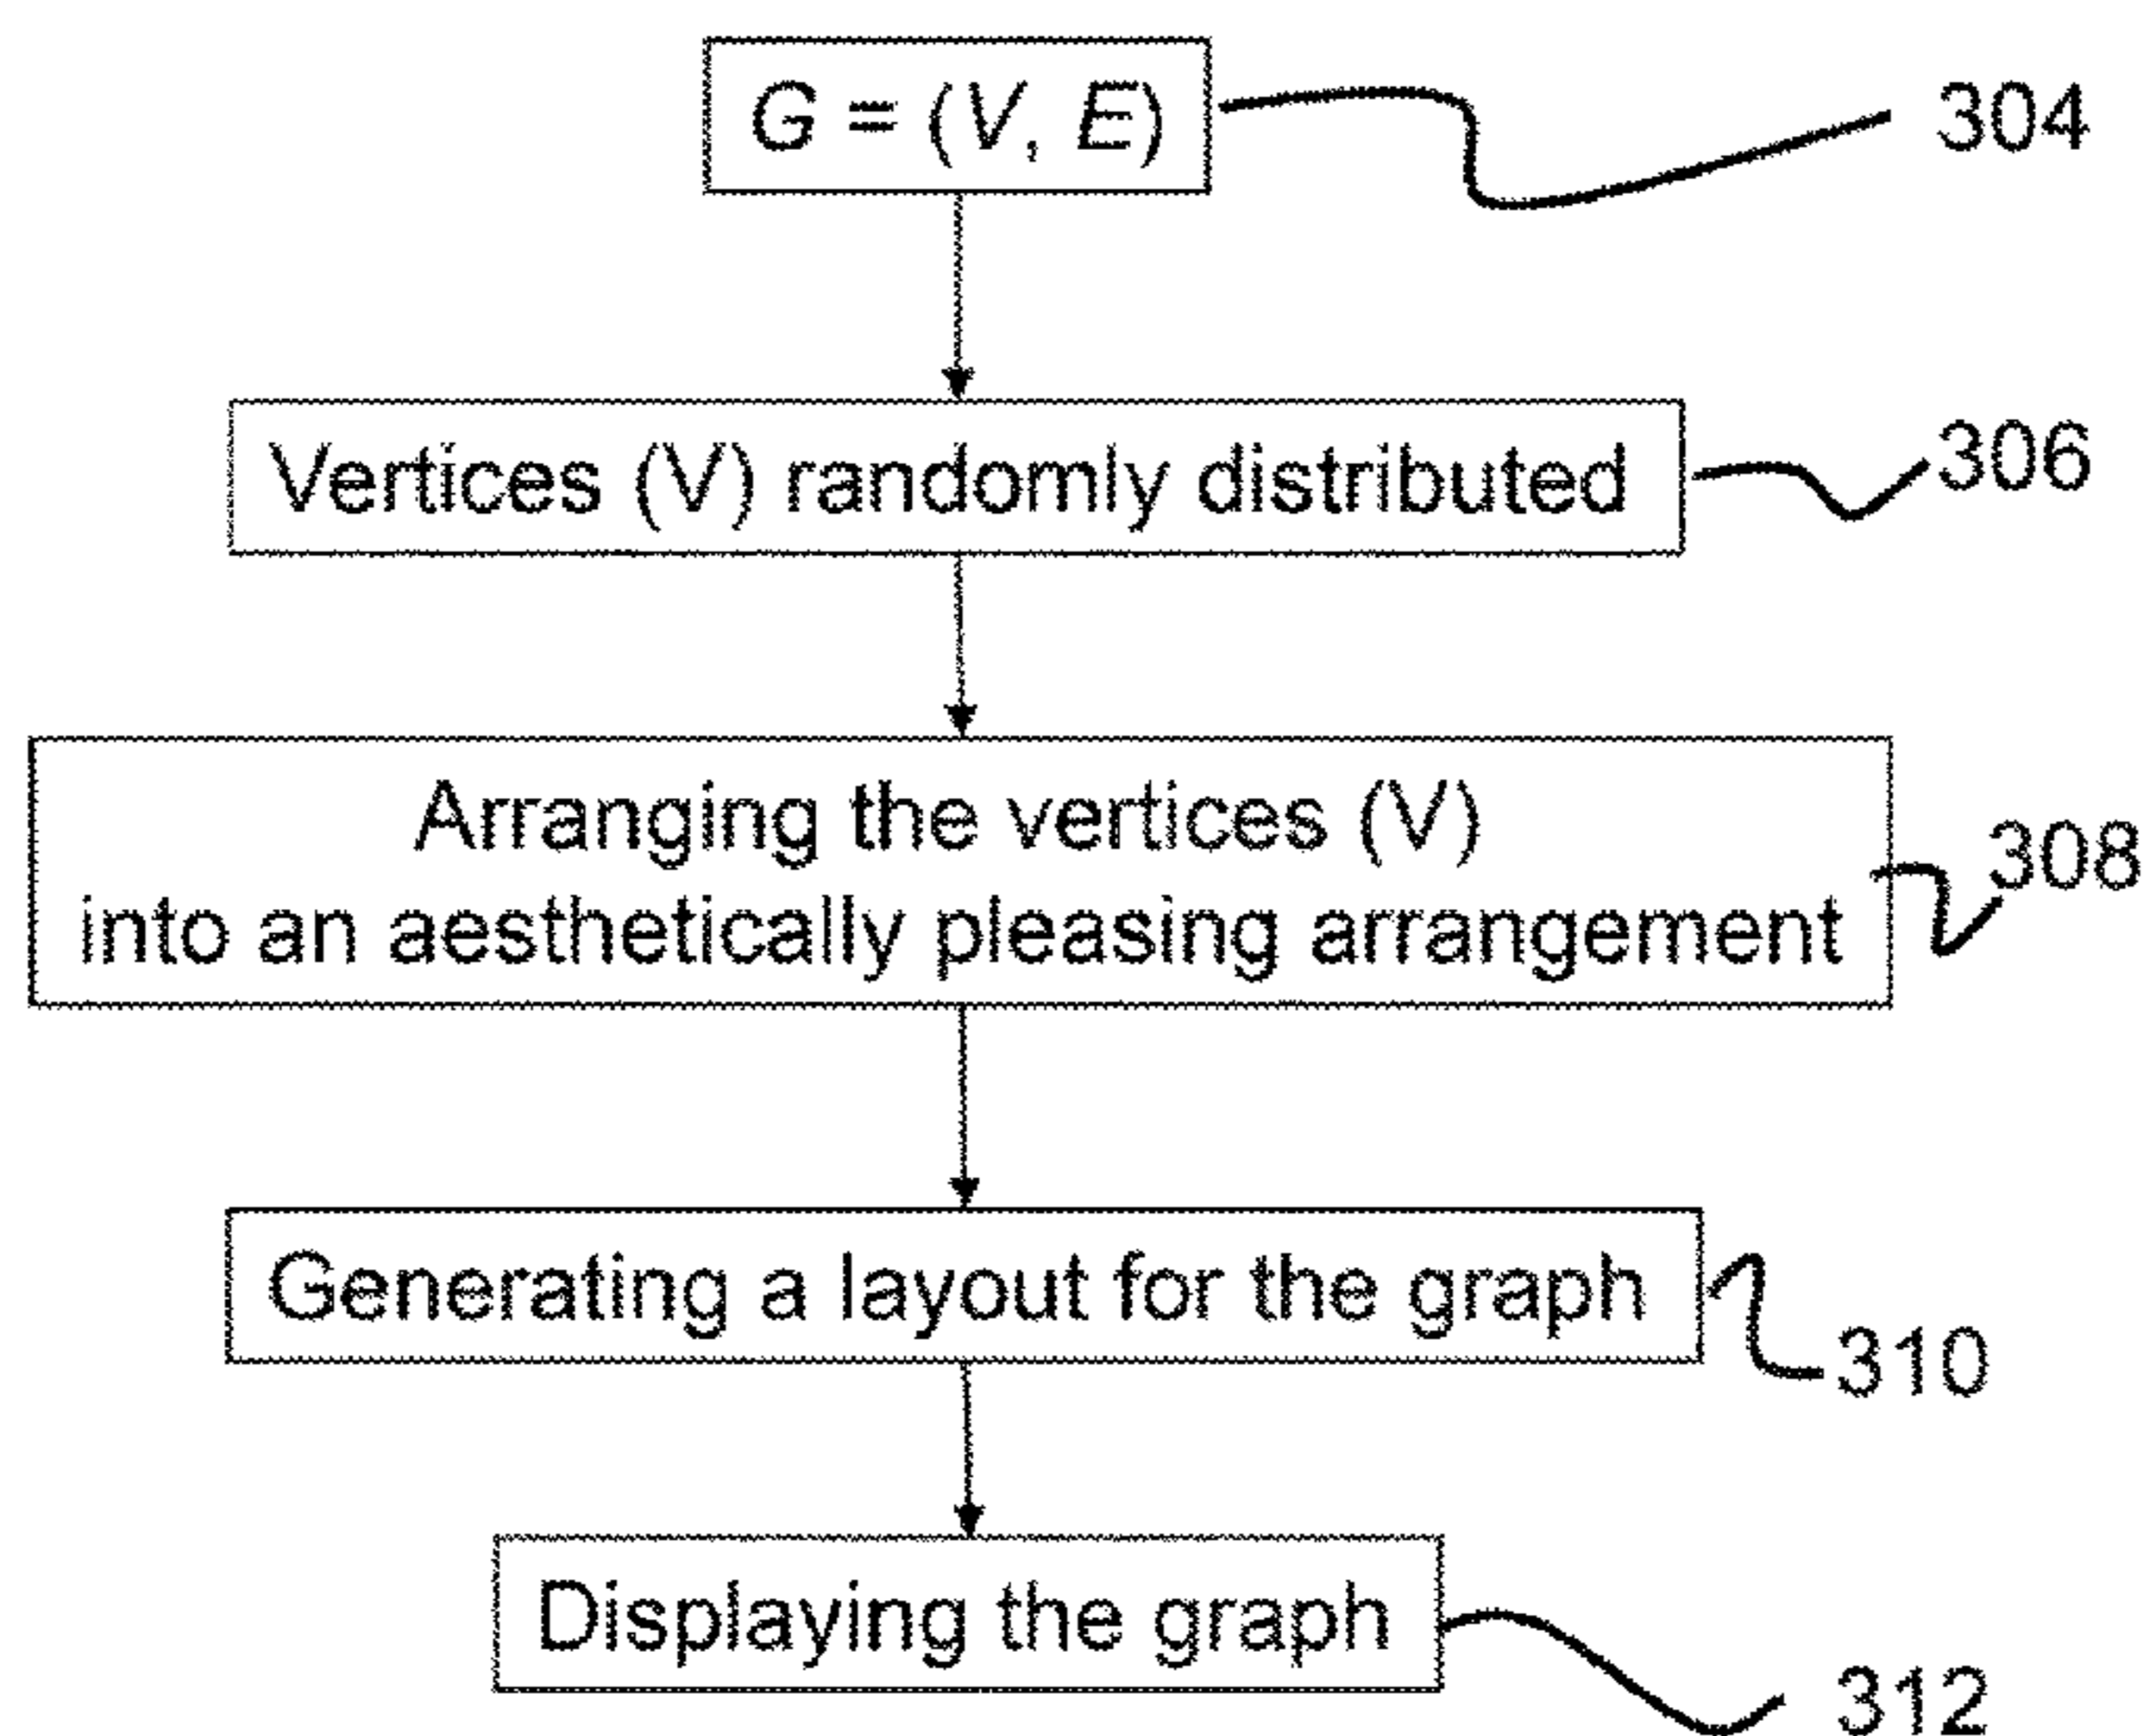 G = (V, E)
304
Vertices (V) randomly distributed
306
Arranging the vertices (V)
into an aesthetically pleasing arrangement
308
Generating a layout for the graph
310
Displaying the graph
312